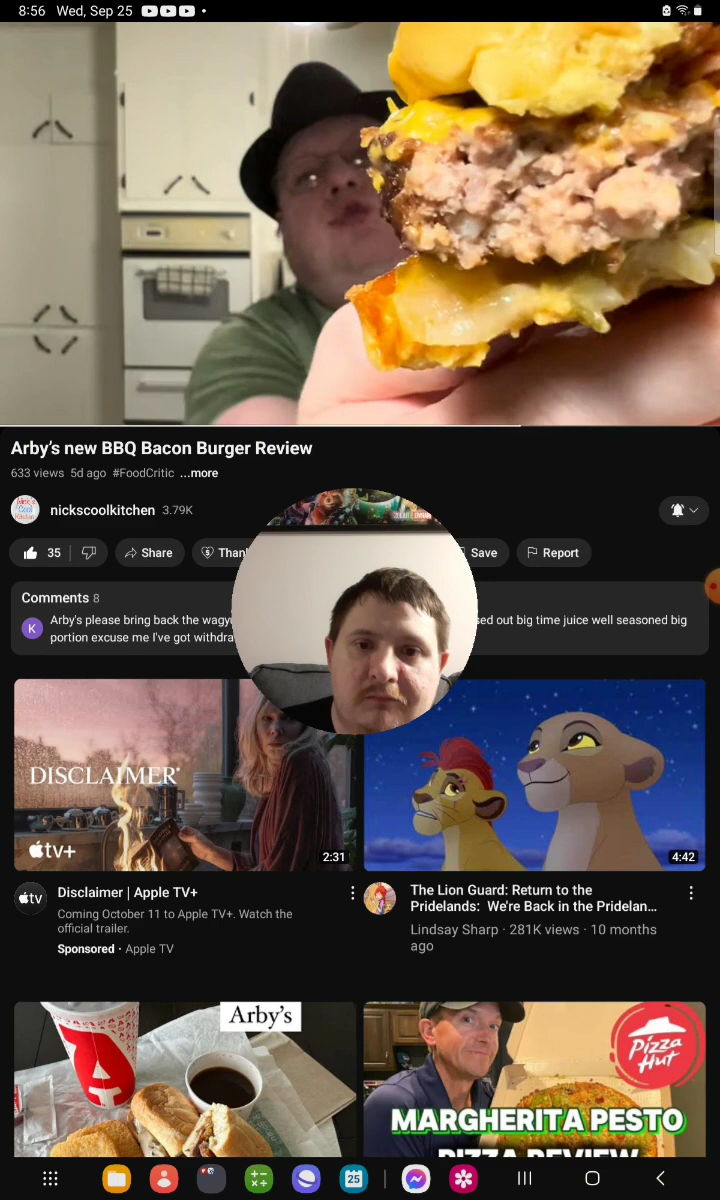 8:56 Wed, Sep 25
Arby's new BBQ Bacon Burger Review
633 views 5d ago #FoodCritic ...more
nickscoolkitchen 3.79K
35
Share
Save
Report
Comments 8
K
Arby's please bring back the
sed out big time juice well seasoned big
portion excuse me I've got
DISCLAIMER
tv+
2:31
4:42
tv
Disclaimer | Apple TV+
Coming October 11 to Apple TV+. Watch the
official trailer.
Sponsored · Apple TV
The Lion Guard: Return to the
Pridelands: We're Back in the Pridelan...
Lindsay Sharp · 281K views · 10 months
ago
Arby's
Pizza
Hut
MARGHERITA PESTO
PIZZA REVIEW
25